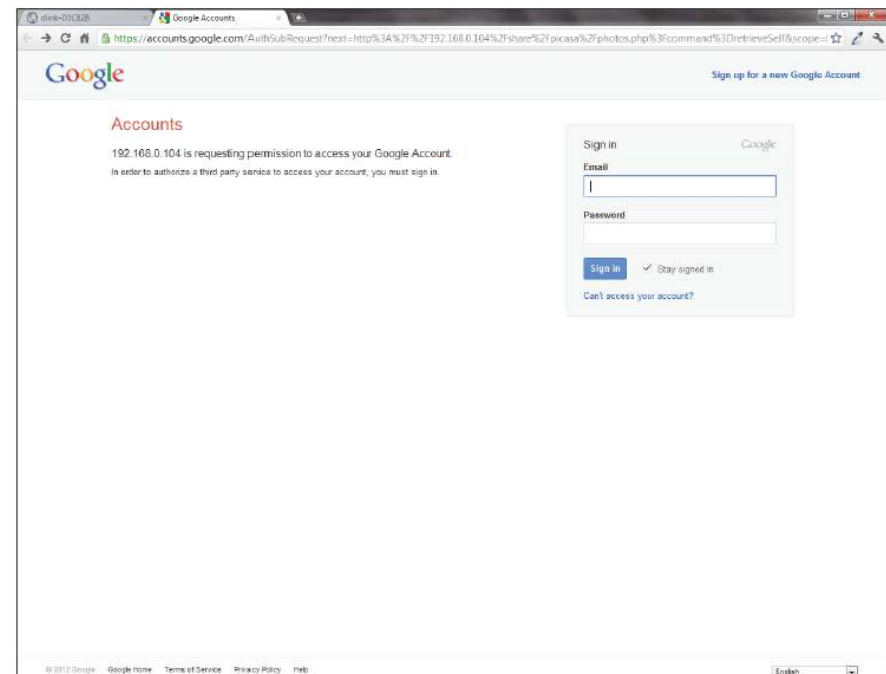 dlink-03C82B
Google Accounts
https://accounts.google.com/AuthSubRequest?next=http%3A%2F%2F192.168.0.104%2Fshare%2Fpicasa%2Fphotos.php%3Fcommand%3DretrieveSelf&scope=
Google
Sign up for a new Google Account
Accounts
192.168.0.104 is requesting permission to access your Google Account.
In order to authorize a third party service to access your account, you must sign in.
Sign in Google
Email
Password
Sign in Stay signed in
Can't access your account?
© 2012 Google Google Home Terms of Service Privacy Policy Help
English